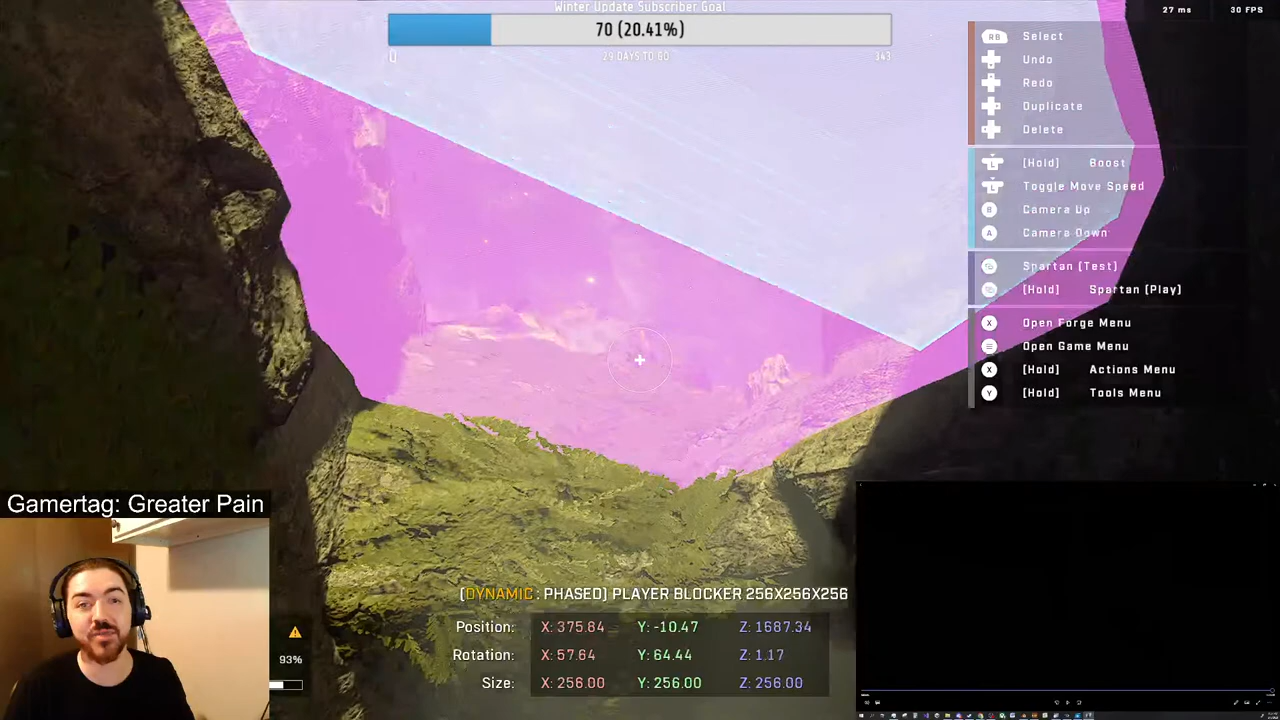 Winter Update Subscriber Goal
70 (20.41%)
0
29 DAYS TO GO
343
27 ms
30 FPS
RB Select
Undo
Redo
Duplicate
Delete
L [Hold] Boost
L Toggle Move Speed
B Camera Up
A Camera Down
Spartan (Test)
[Hold] Spartan (Play)
X Open Forge Menu
Open Game Menu
X [Hold] Actions Menu
Y [Hold] Tools Menu
Gamertag: Greater Pain
93%
(DYNAMIC : PHASED) PLAYER BLOCKER 256X256X256
Position: X: 375.64 Y: -10.47 Z: 1687.34
Rotation: X: 57.64 Y: 64.44 Z: 1.17
Size: X: 256.00 Y: 256.00 Z: 256.00